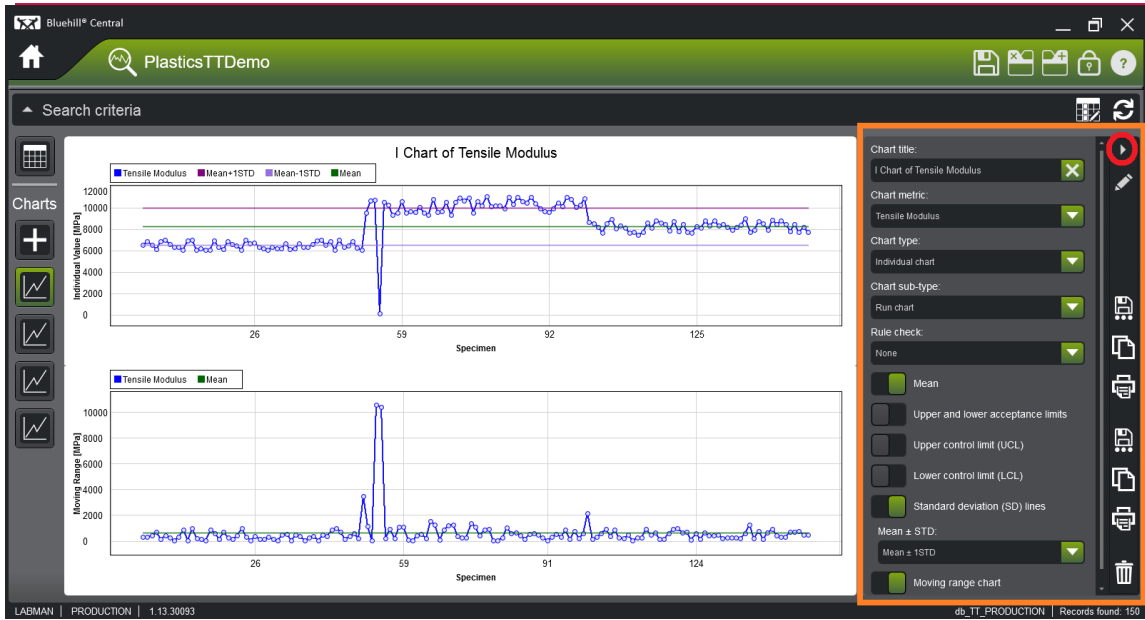 Bluehill® Central
PlasticsTTDemo
?
Search criteria
Charts
I Chart of Tensile Modulus
Tensile Modulus Mean+1STD Mean-1STD Mean
12000
10000
8000
6000
4000
2000
0
Individual Value [MPa]
26 59 92 125
Specimen
Tensile Modulus Mean
10000
8000
6000
4000
2000
0
Moving Range [MPa]
26 59 91 124
Specimen
Chart title:
I Chart of Tensile Modulus
Chart metric:
Tensile Modulus
Chart type:
Individual chart
Chart sub-type:
Run chart
Rule check:
None
Mean
Upper and lower acceptance limits
Upper control limit (UCL)
Lower control limit (LCL)
Standard deviation (SD) lines
Mean ± STD:
Mean ± 1STD
Moving range chart
LABMAN | PRODUCTION | 1.13.30093
db_TT_PRODUCTION | Records found: 150